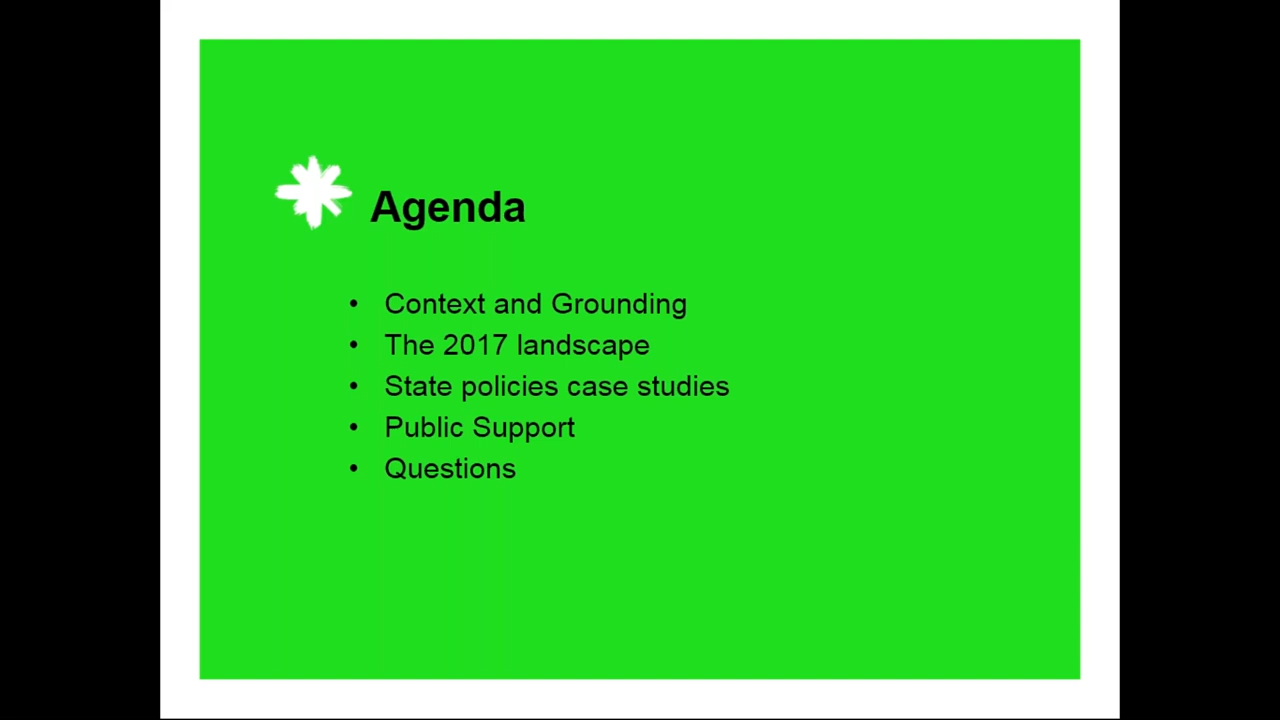 Agenda
• Context and Grounding
• The 2017 landscape
• State policies case studies
• Public Support
• Questions